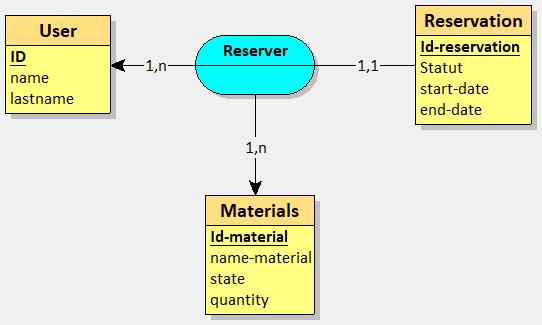 User
ID
name
lastname
1,n
Reserver
1,1
Reservation
Id-reservation
Statut
start-date
end-date
1,n
Materials
Id-material
name-material
state
quantity